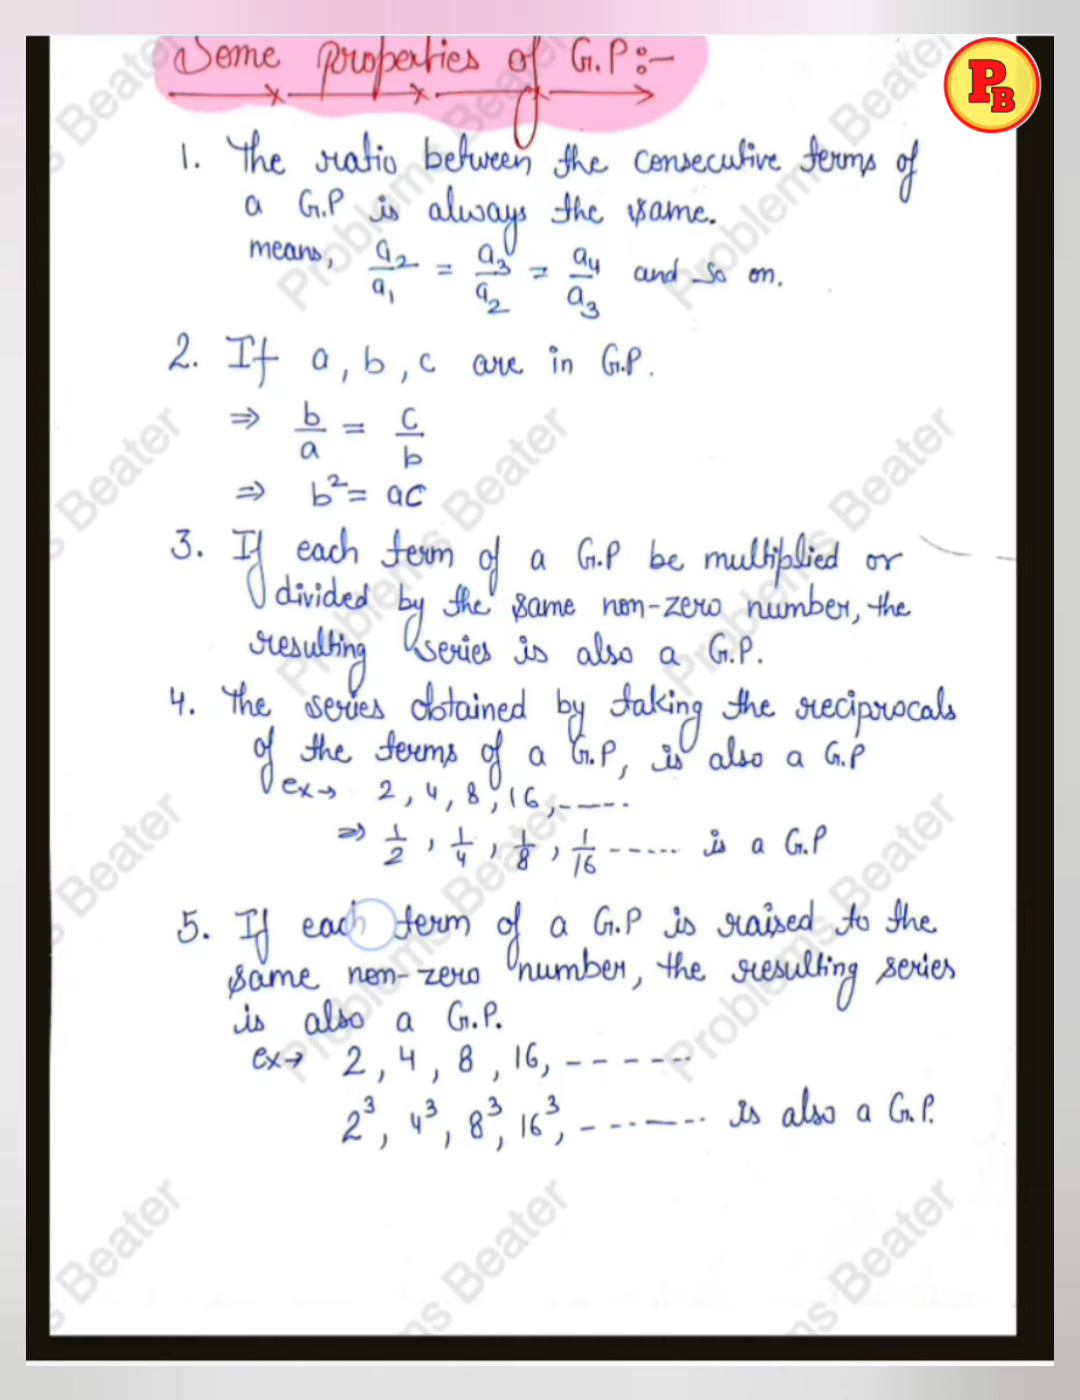 Some properties of G.P:-
PB
1. The ratio between the consecutive terms of
a G.P is always the same.
means, a₂/a₁ = a₃/a₂ = a₄/a₃ and so on.
2. If a, b, c are in G.P.
⇒ b/a = c/b
⇒ b² = ac
3. If each term of a G.P be multiplied or
divided by the same non-zero number, the
resulting series is also a G.P.
4. The series obtained by taking the reciprocals
of the terms of a G.P, is also a G.P
ex→ 2, 4, 8, 16, ------
⇒ 1/2, 1/4, 1/8, 1/16 ------ is a G.P
5. If each term of a G.P is raised to the
same non-zero number, the resulting series
is also a G.P.
ex→ 2, 4, 8, 16, ------
2³, 4³, 8³, 16³, ------- is also a G.P.
Problems Beater